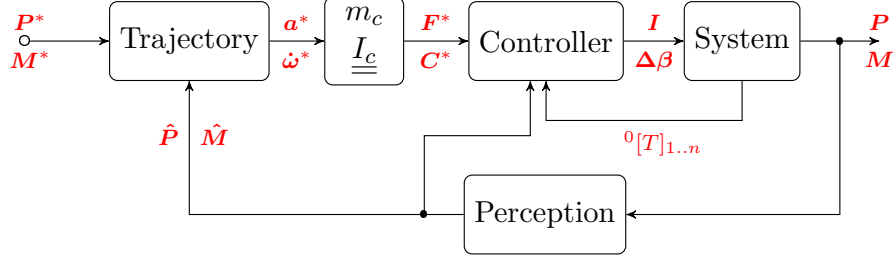 P* a* m_c F* I P
Trajectory Controller System
M* ω̇* I_c C* Δβ M
P̂ M̂ ⁰[T]₁..ₙ
Perception